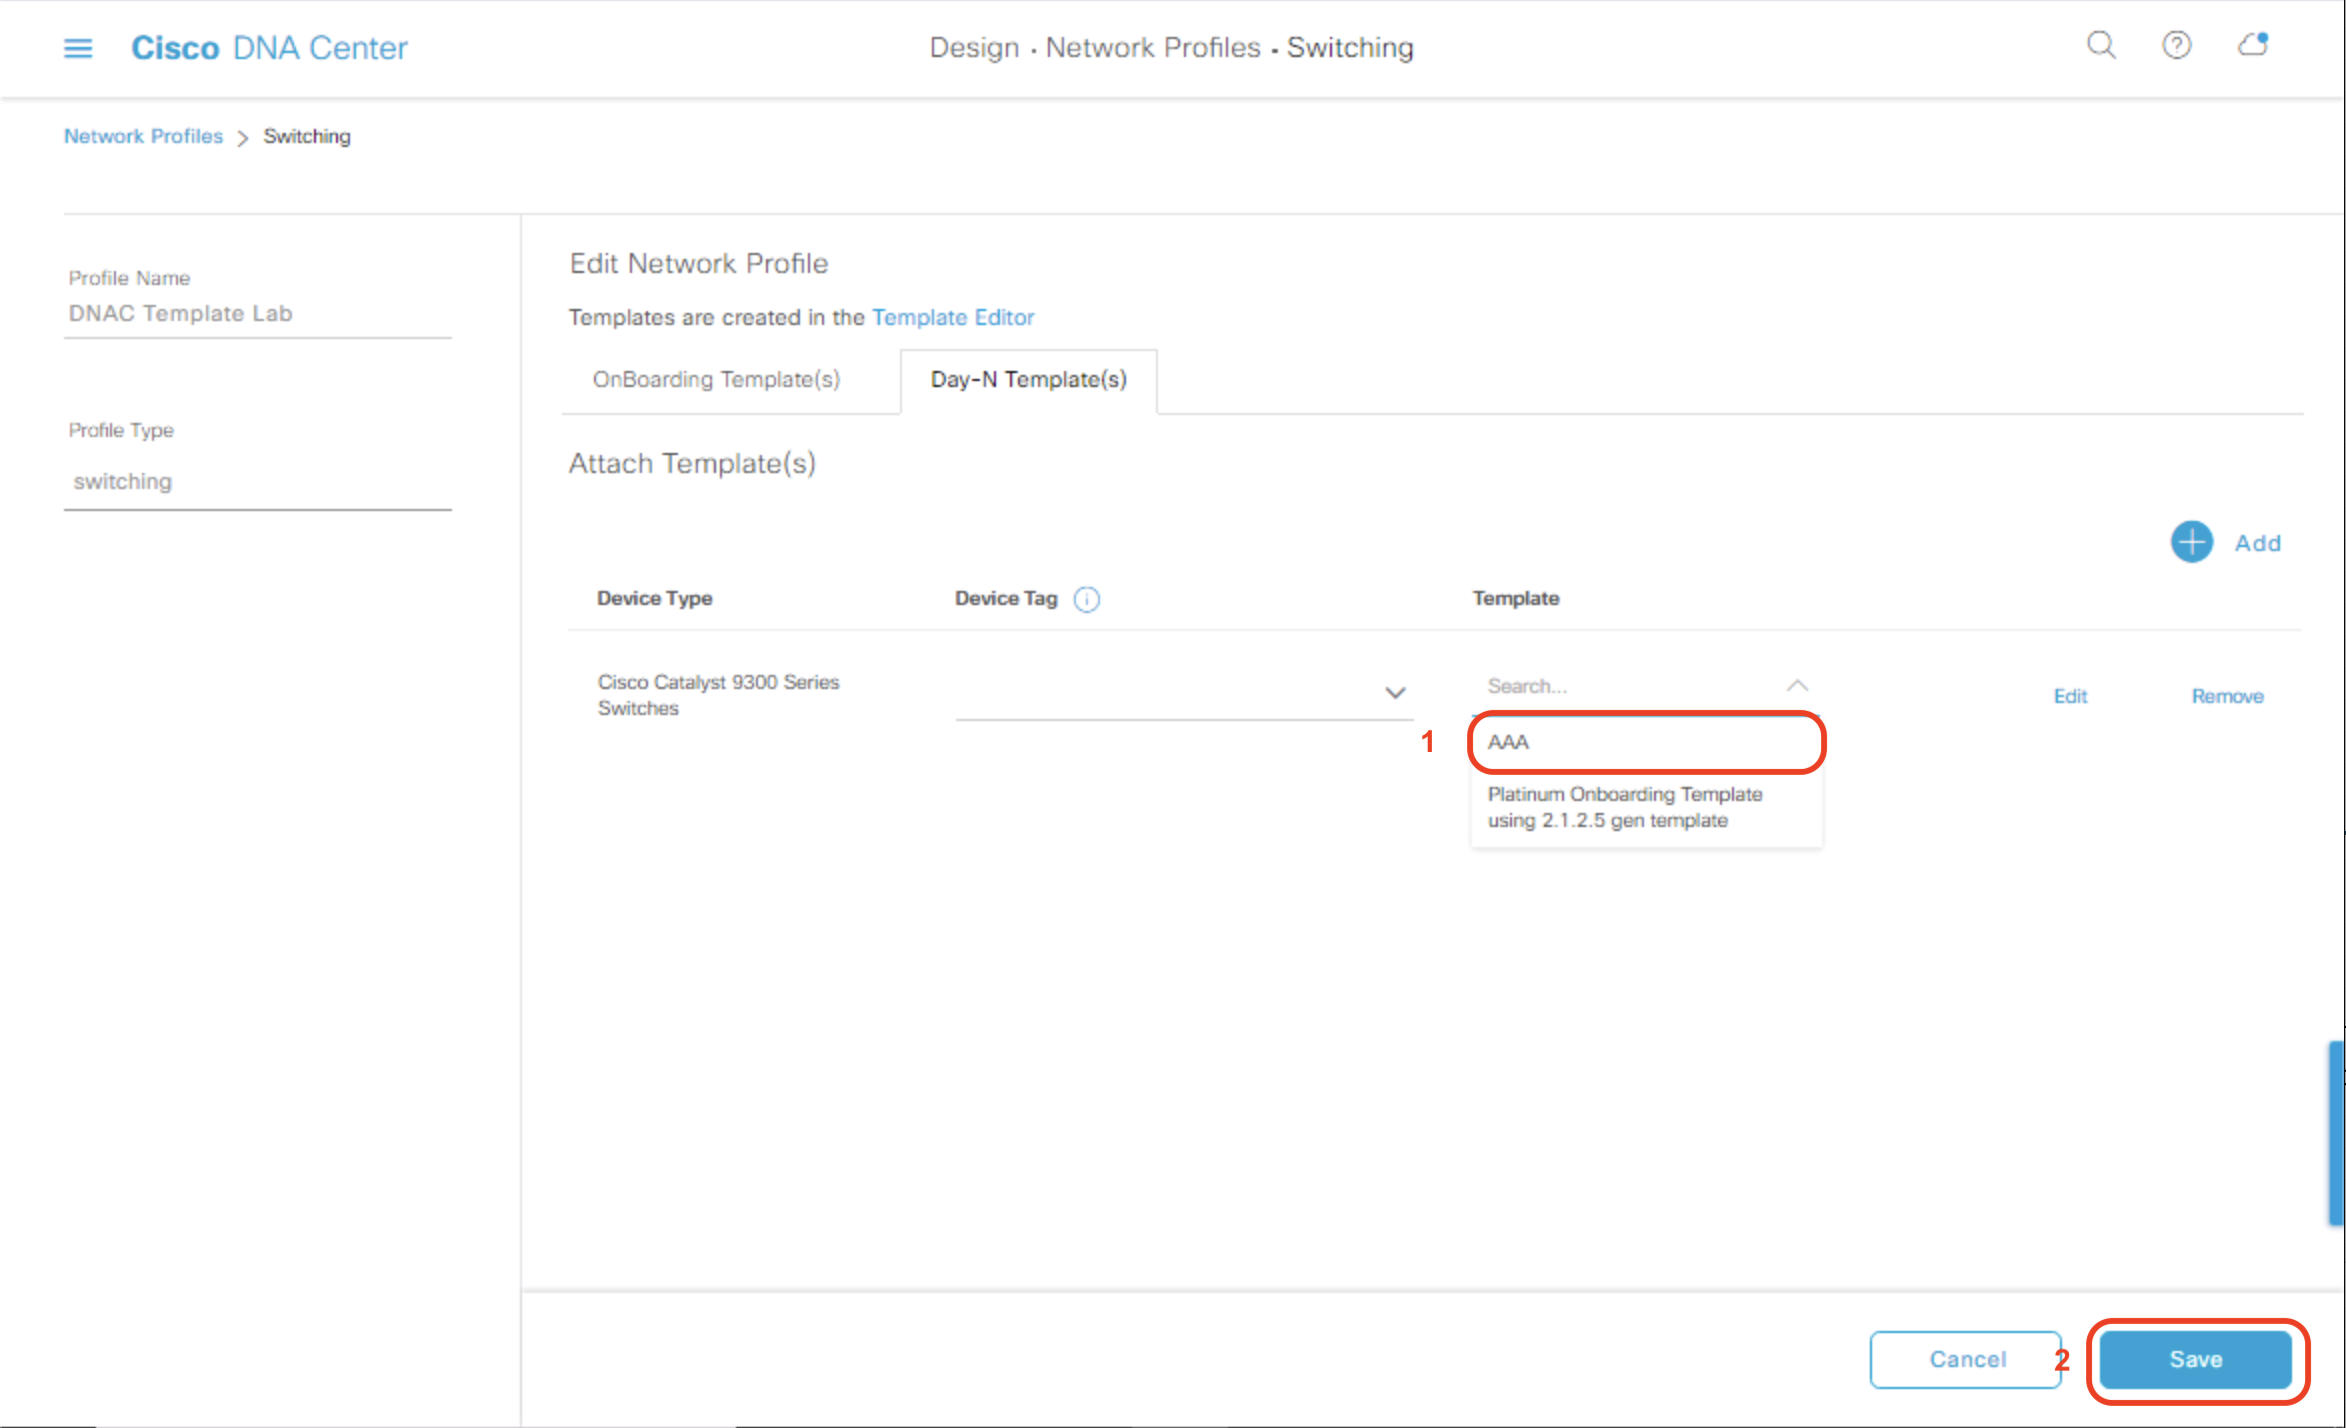 Cisco DNA Center
Design · Network Profiles · Switching
Network Profiles > Switching
Profile Name
DNAC Template Lab
Profile Type
switching
Edit Network Profile
Templates are created in the Template Editor
OnBoarding Template(s)
Day-N Template(s)
Attach Template(s)
Add
Device Type
Device Tag
Template
Cisco Catalyst 9300 Series
Switches
Search...
Edit
Remove
1
AAA
Platinum Onboarding Template
using 2.1.2.5 gen template
Cancel
2
Save